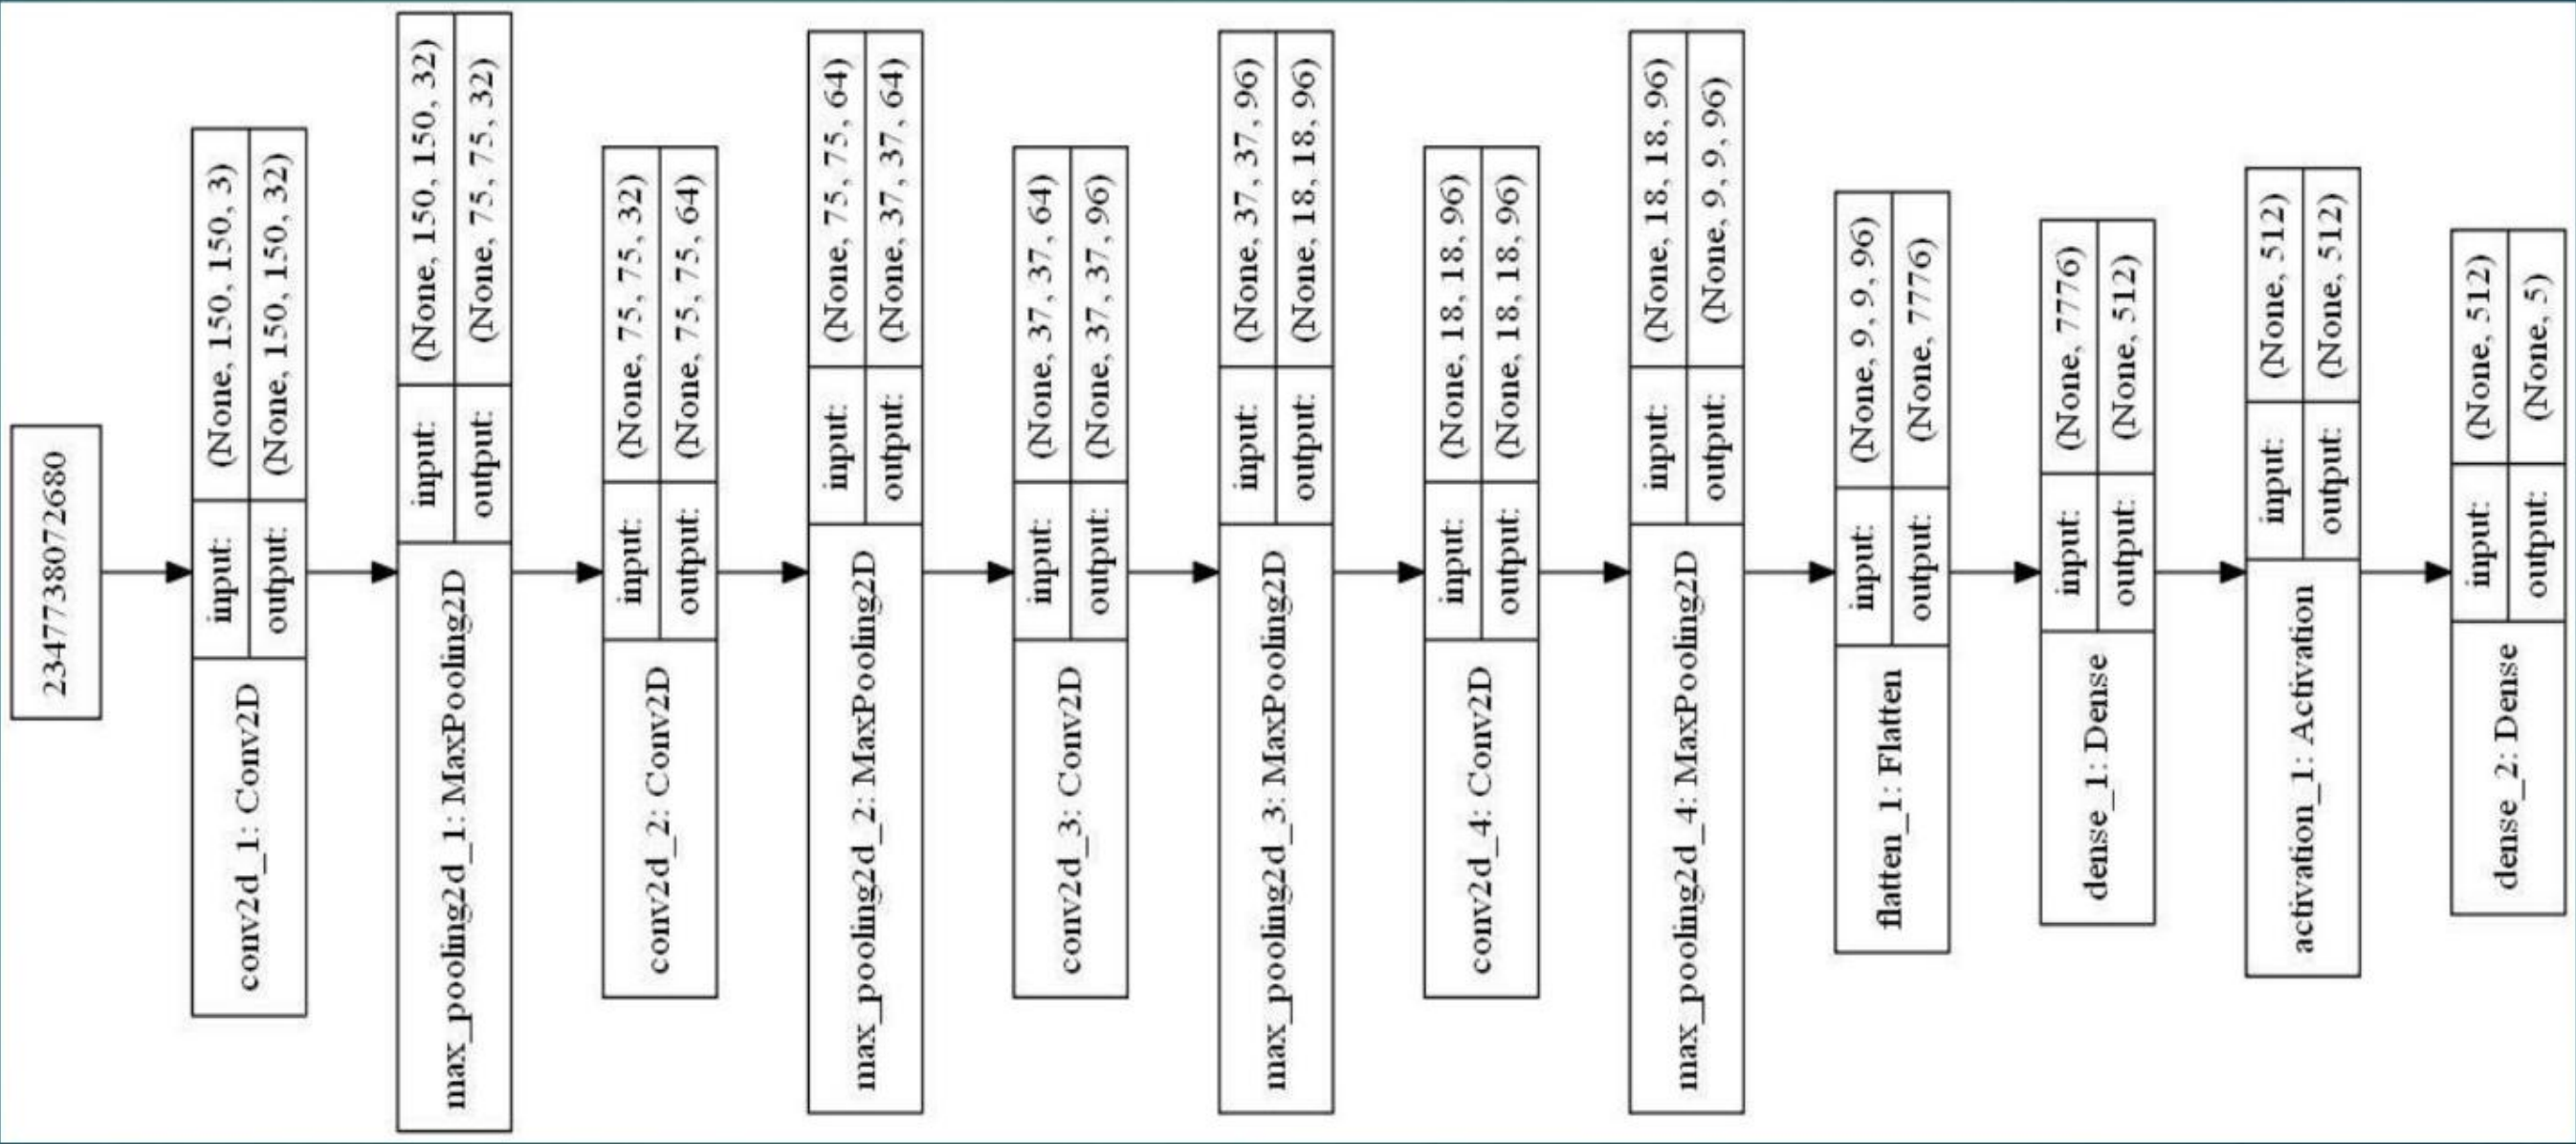 2347738072680
conv2d_1: Conv2D
input:
(None, 150, 150, 3)
output:
(None, 150, 150, 32)
max_pooling2d_1: MaxPooling2D
input:
(None, 150, 150, 32)
output:
(None, 75, 75, 32)
conv2d_2: Conv2D
input:
(None, 75, 75, 32)
output:
(None, 75, 75, 64)
max_pooling2d_2: MaxPooling2D
input:
(None, 75, 75, 64)
output:
(None, 37, 37, 64)
conv2d_3: Conv2D
input:
(None, 37, 37, 64)
output:
(None, 37, 37, 96)
max_pooling2d_3: MaxPooling2D
input:
(None, 37, 37, 96)
output:
(None, 18, 18, 96)
conv2d_4: Conv2D
input:
(None, 18, 18, 96)
output:
(None, 18, 18, 96)
max_pooling2d_4: MaxPooling2D
input:
(None, 18, 18, 96)
output:
(None, 9, 9, 96)
flatten_1: Flatten
input:
(None, 9, 9, 96)
output:
(None, 7776)
dense_1: Dense
input:
(None, 7776)
output:
(None, 512)
activation_1: Activation
input:
(None, 512)
output:
(None, 512)
dense_2: Dense
input:
(None, 512)
output:
(None, 5)